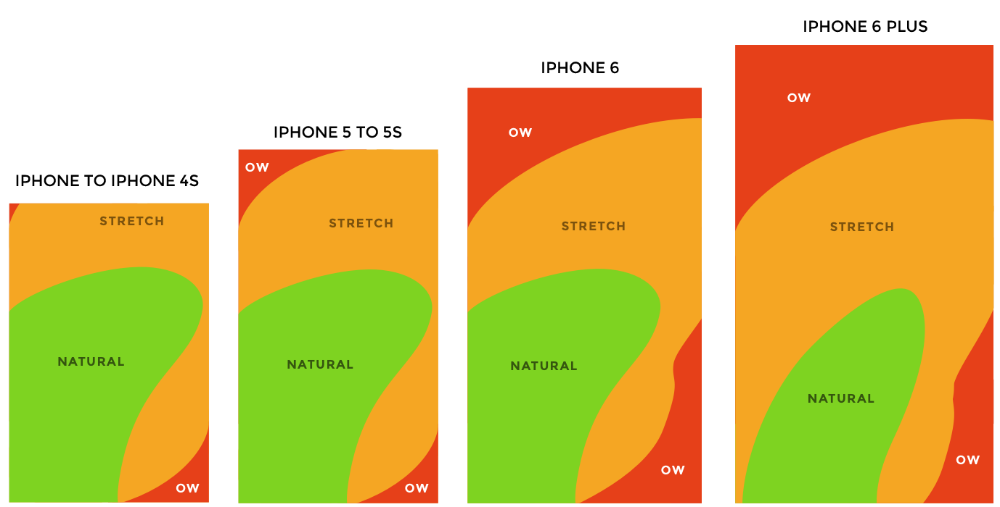 IPHONE TO IPHONE 4S
STRETCH
NATURAL
OW
IPHONE 5 TO 5S
OW
STRETCH
NATURAL
OW
IPHONE 6
OW
STRETCH
NATURAL
OW
IPHONE 6 PLUS
OW
STRETCH
NATURAL
OW